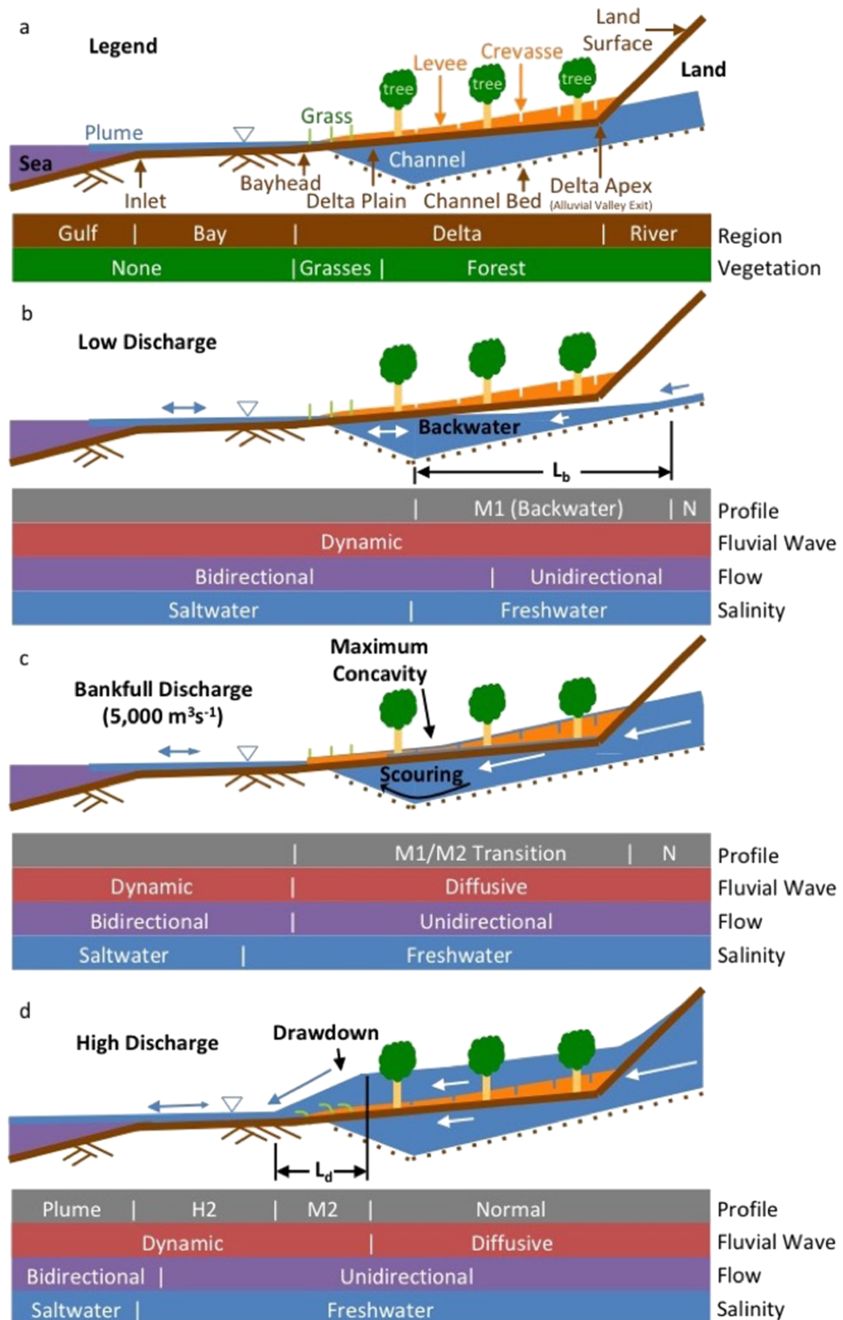 a
Legend
Land
Surface
Land
Levee
Crevasse
tree
tree
tree
Grass
Plume
Sea
Channel
Inlet
Bayhead
Delta Plain
Channel Bed
Delta Apex
(Alluvial Valley Exit)
Gulf | Bay | Delta | River Region
None | Grasses | Forest Vegetation
b
Low Discharge
Backwater
Lb
| M1 (Backwater) | N Profile
Dynamic Fluvial Wave
Bidirectional | Unidirectional Flow
Saltwater | Freshwater Salinity
c
Maximum
Concavity
Bankfull Discharge
(5,000 m³s⁻¹)
Scouring
| M1/M2 Transition | N Profile
Dynamic | Diffusive Fluvial Wave
Bidirectional | Unidirectional Flow
Saltwater | Freshwater Salinity
d
High Discharge
Drawdown
Ld
Plume | H2 | M2 | Normal Profile
Dynamic | Diffusive Fluvial Wave
Bidirectional | Unidirectional Flow
Saltwater | Freshwater Salinity